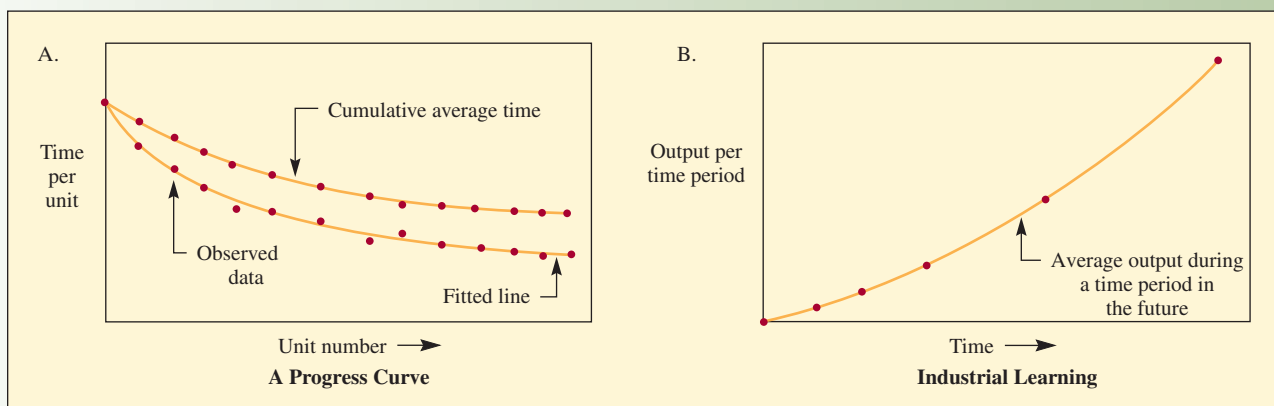 A.
Time
per
unit
Cumulative average time
Observed
data
Fitted line
Unit number
A Progress Curve
B.
Output per
time period
Average output during
a time period in
the future
Time
Industrial Learning